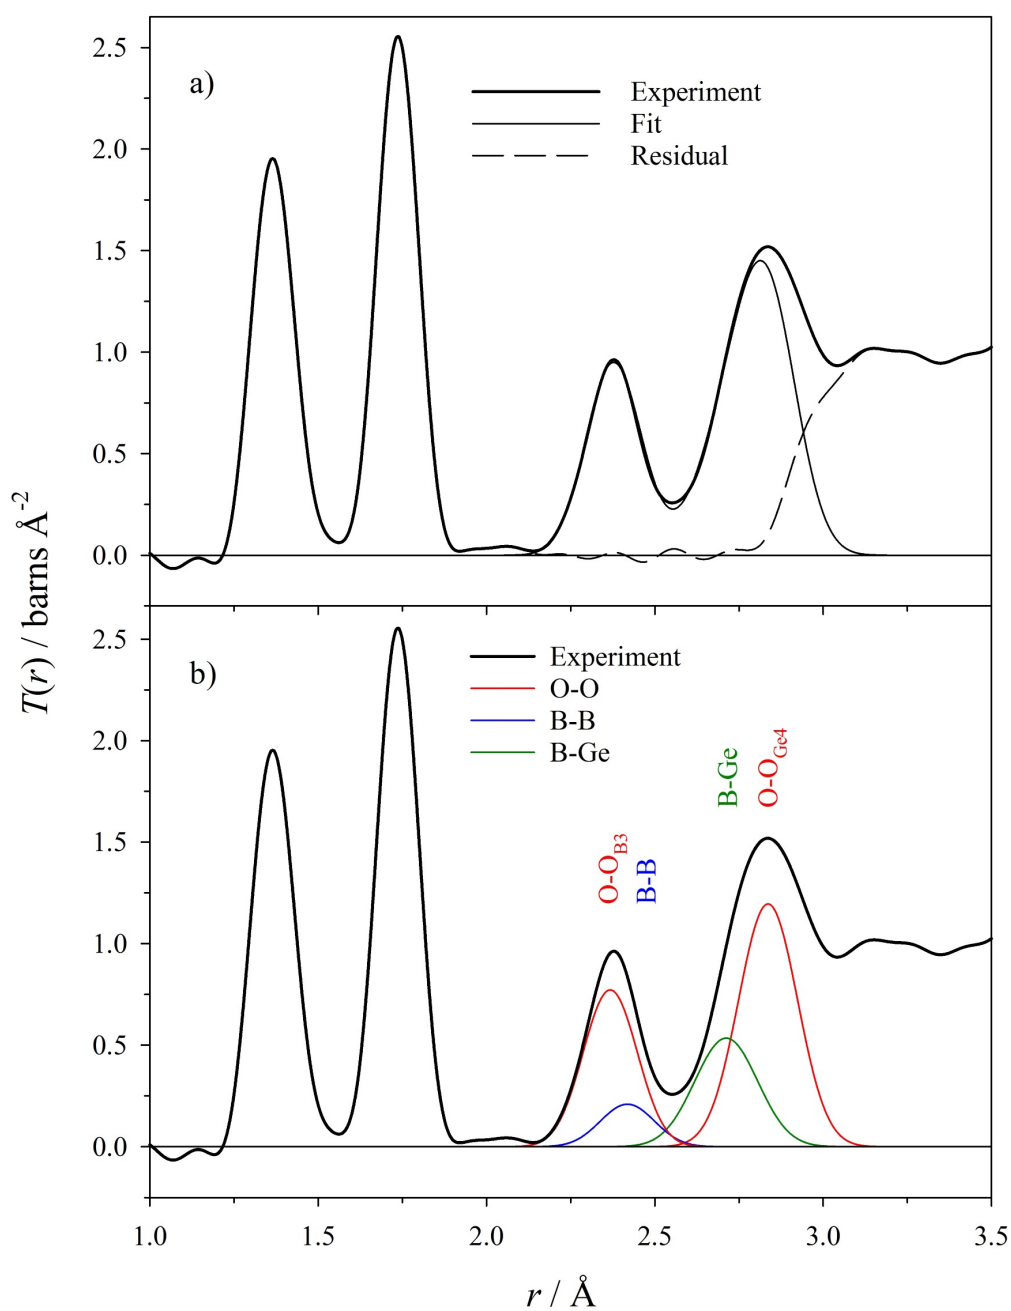 a)
Experiment
Fit
Residual
2.5
2.0
1.5
1.0
0.5
0.0
T(r) / barns Å-2
b)
Experiment
O-O
B-B
B-Ge
O-OB3
B-B
B-Ge
O-OGe4
2.5
2.0
1.5
1.0
0.5
0.0
1.0 1.5 2.0 2.5 3.0 3.5
r / Å